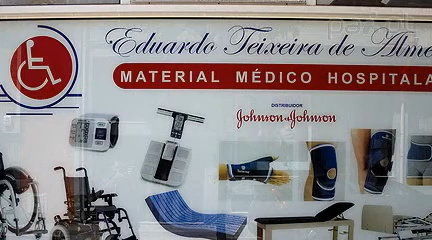 Eduardo Teixeira de Alme
MATERIAL MÉDICO HOSPITALA
DISTRIBUIDOR
Johnson & Johnson